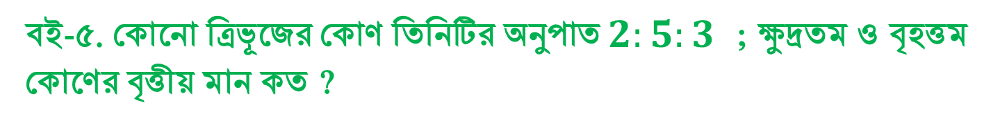 বই-৫. কোনো ত্রিভূজের কোণ তিনিটির অনুপাত 2: 5: 3 ; ক্ষুদ্রতম ও বৃহত্তম
কোণের বৃত্তীয় মান কত ?